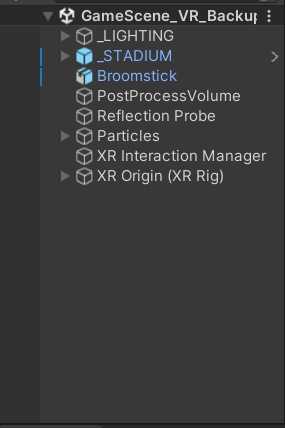 GameScene_VR_Backup
_LIGHTING
_STADIUM
Broomstick
PostProcessVolume
Reflection Probe
Particles
XR Interaction Manager
XR Origin (XR Rig)